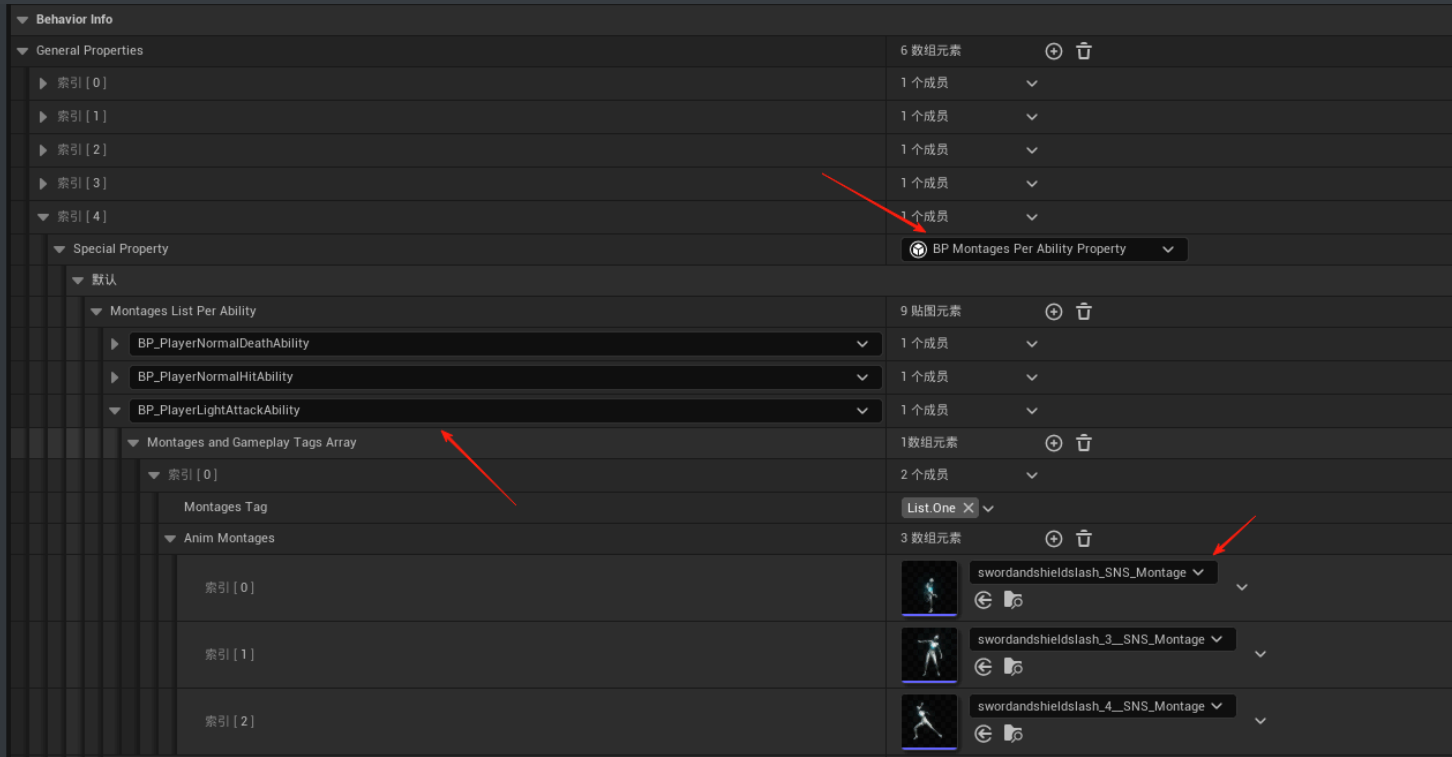 Behavior Info
General Properties 6 数组元素
索引 [ 0 ] 1 个成员
索引 [ 1 ] 1 个成员
索引 [ 2 ] 1 个成员
索引 [ 3 ] 1 个成员
索引 [ 4 ] 1 个成员
Special Property BP Montages Per Ability Property
默认
Montages List Per Ability 9 贴图元素
BP_PlayerNormalDeathAbility 1 个成员
BP_PlayerNormalHitAbility 1 个成员
BP_PlayerLightAttackAbility 1 个成员
Montages and Gameplay Tags Array 1数组元素
索引 [ 0 ] 2 个成员
Montages Tag List.One
Anim Montages 3 数组元素
索引 [ 0 ] swordandshieldslash_SNS_Montage
索引 [ 1 ] swordandshieldslash_3__SNS_Montage
索引 [ 2 ] swordandshieldslash_4__SNS_Montage